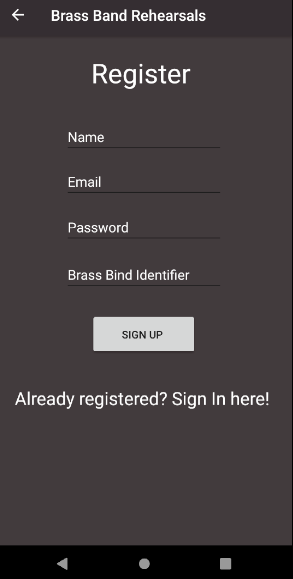 Brass Band Rehearsals
Register
Name
Email
Password
Brass Bind Identifier
SIGN UP
Already registered? Sign In here!